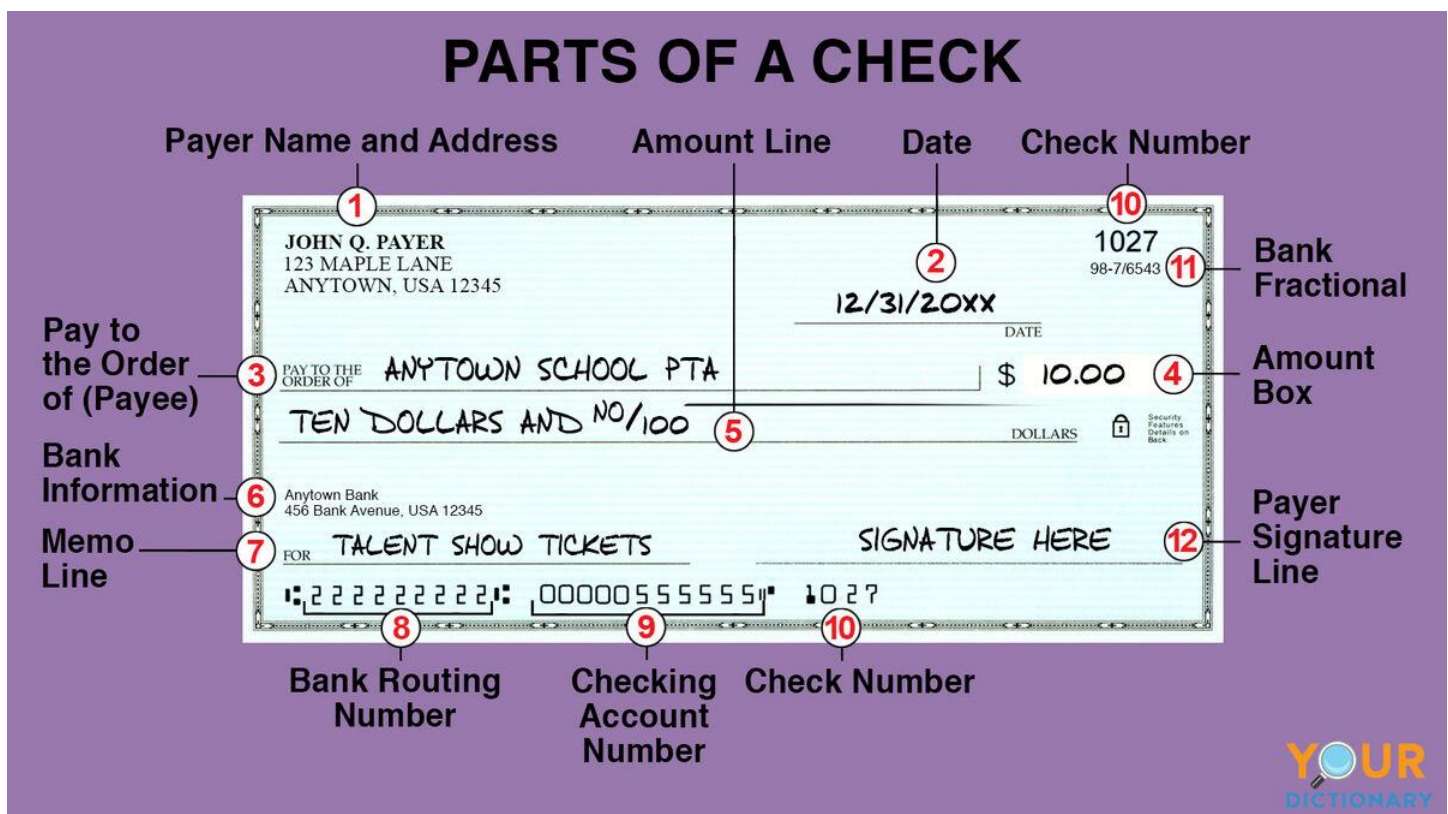 PARTS OF A CHECK
Payer Name and Address
Amount Line
Date
Check Number
1
10
JOHN Q. PAYER
123 MAPLE LANE
ANYTOWN, USA 12345
2
1027
98-7/6543
11
Bank
Fractional
12/31/20XX
DATE
Pay to
the Order
of (Payee)
3
PAY TO THE
ORDER OF
ANYTOWN SCHOOL PTA
$ 10.00
4
Amount
Box
TEN DOLLARS AND NO/100
5
DOLLARS
Security
Features
Details on
Back.
Bank
Information
6
Anytown Bank
456 Bank Avenue, USA 12345
Memo
Line
7
FOR TALENT SHOW TICKETS
SIGNATURE HERE
12
Payer
Signature
Line
⑆222222222⑆ 00000555555⑈ 1027
8
9
10
Bank Routing
Number
Checking
Account
Number
Check Number
YOUR
DICTIONARY